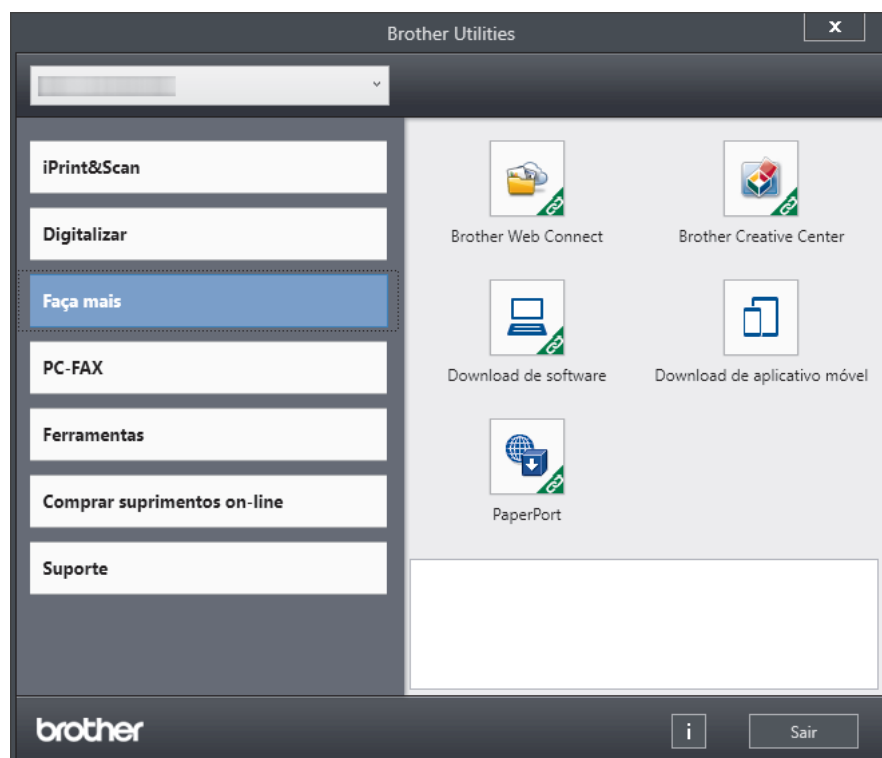 Brother Utilities
x
iPrint&Scan
Digitalizar
Faça mais
PC-FAX
Ferramentas
Comprar suprimentos on-line
Suporte
Brother Web Connect
Brother Creative Center
Download de software
Download de aplicativo móvel
PaperPort
brother
i
Sair